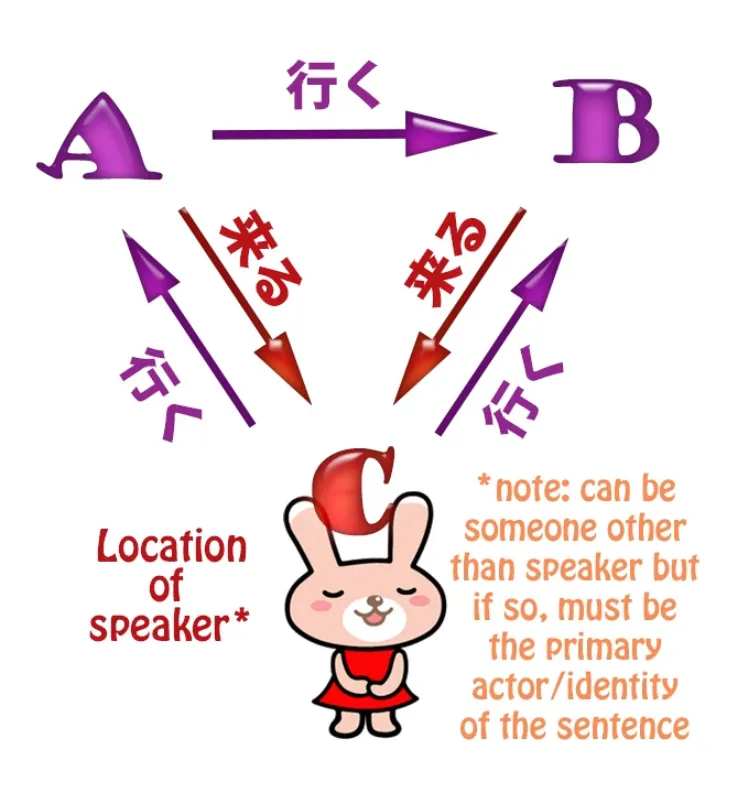 行く
A
B
来る
来る
行く
行く
C
Location
of
speaker*
*note: can be
someone other
than speaker but
if so, must be
the primary
actor/identity
of the sentence